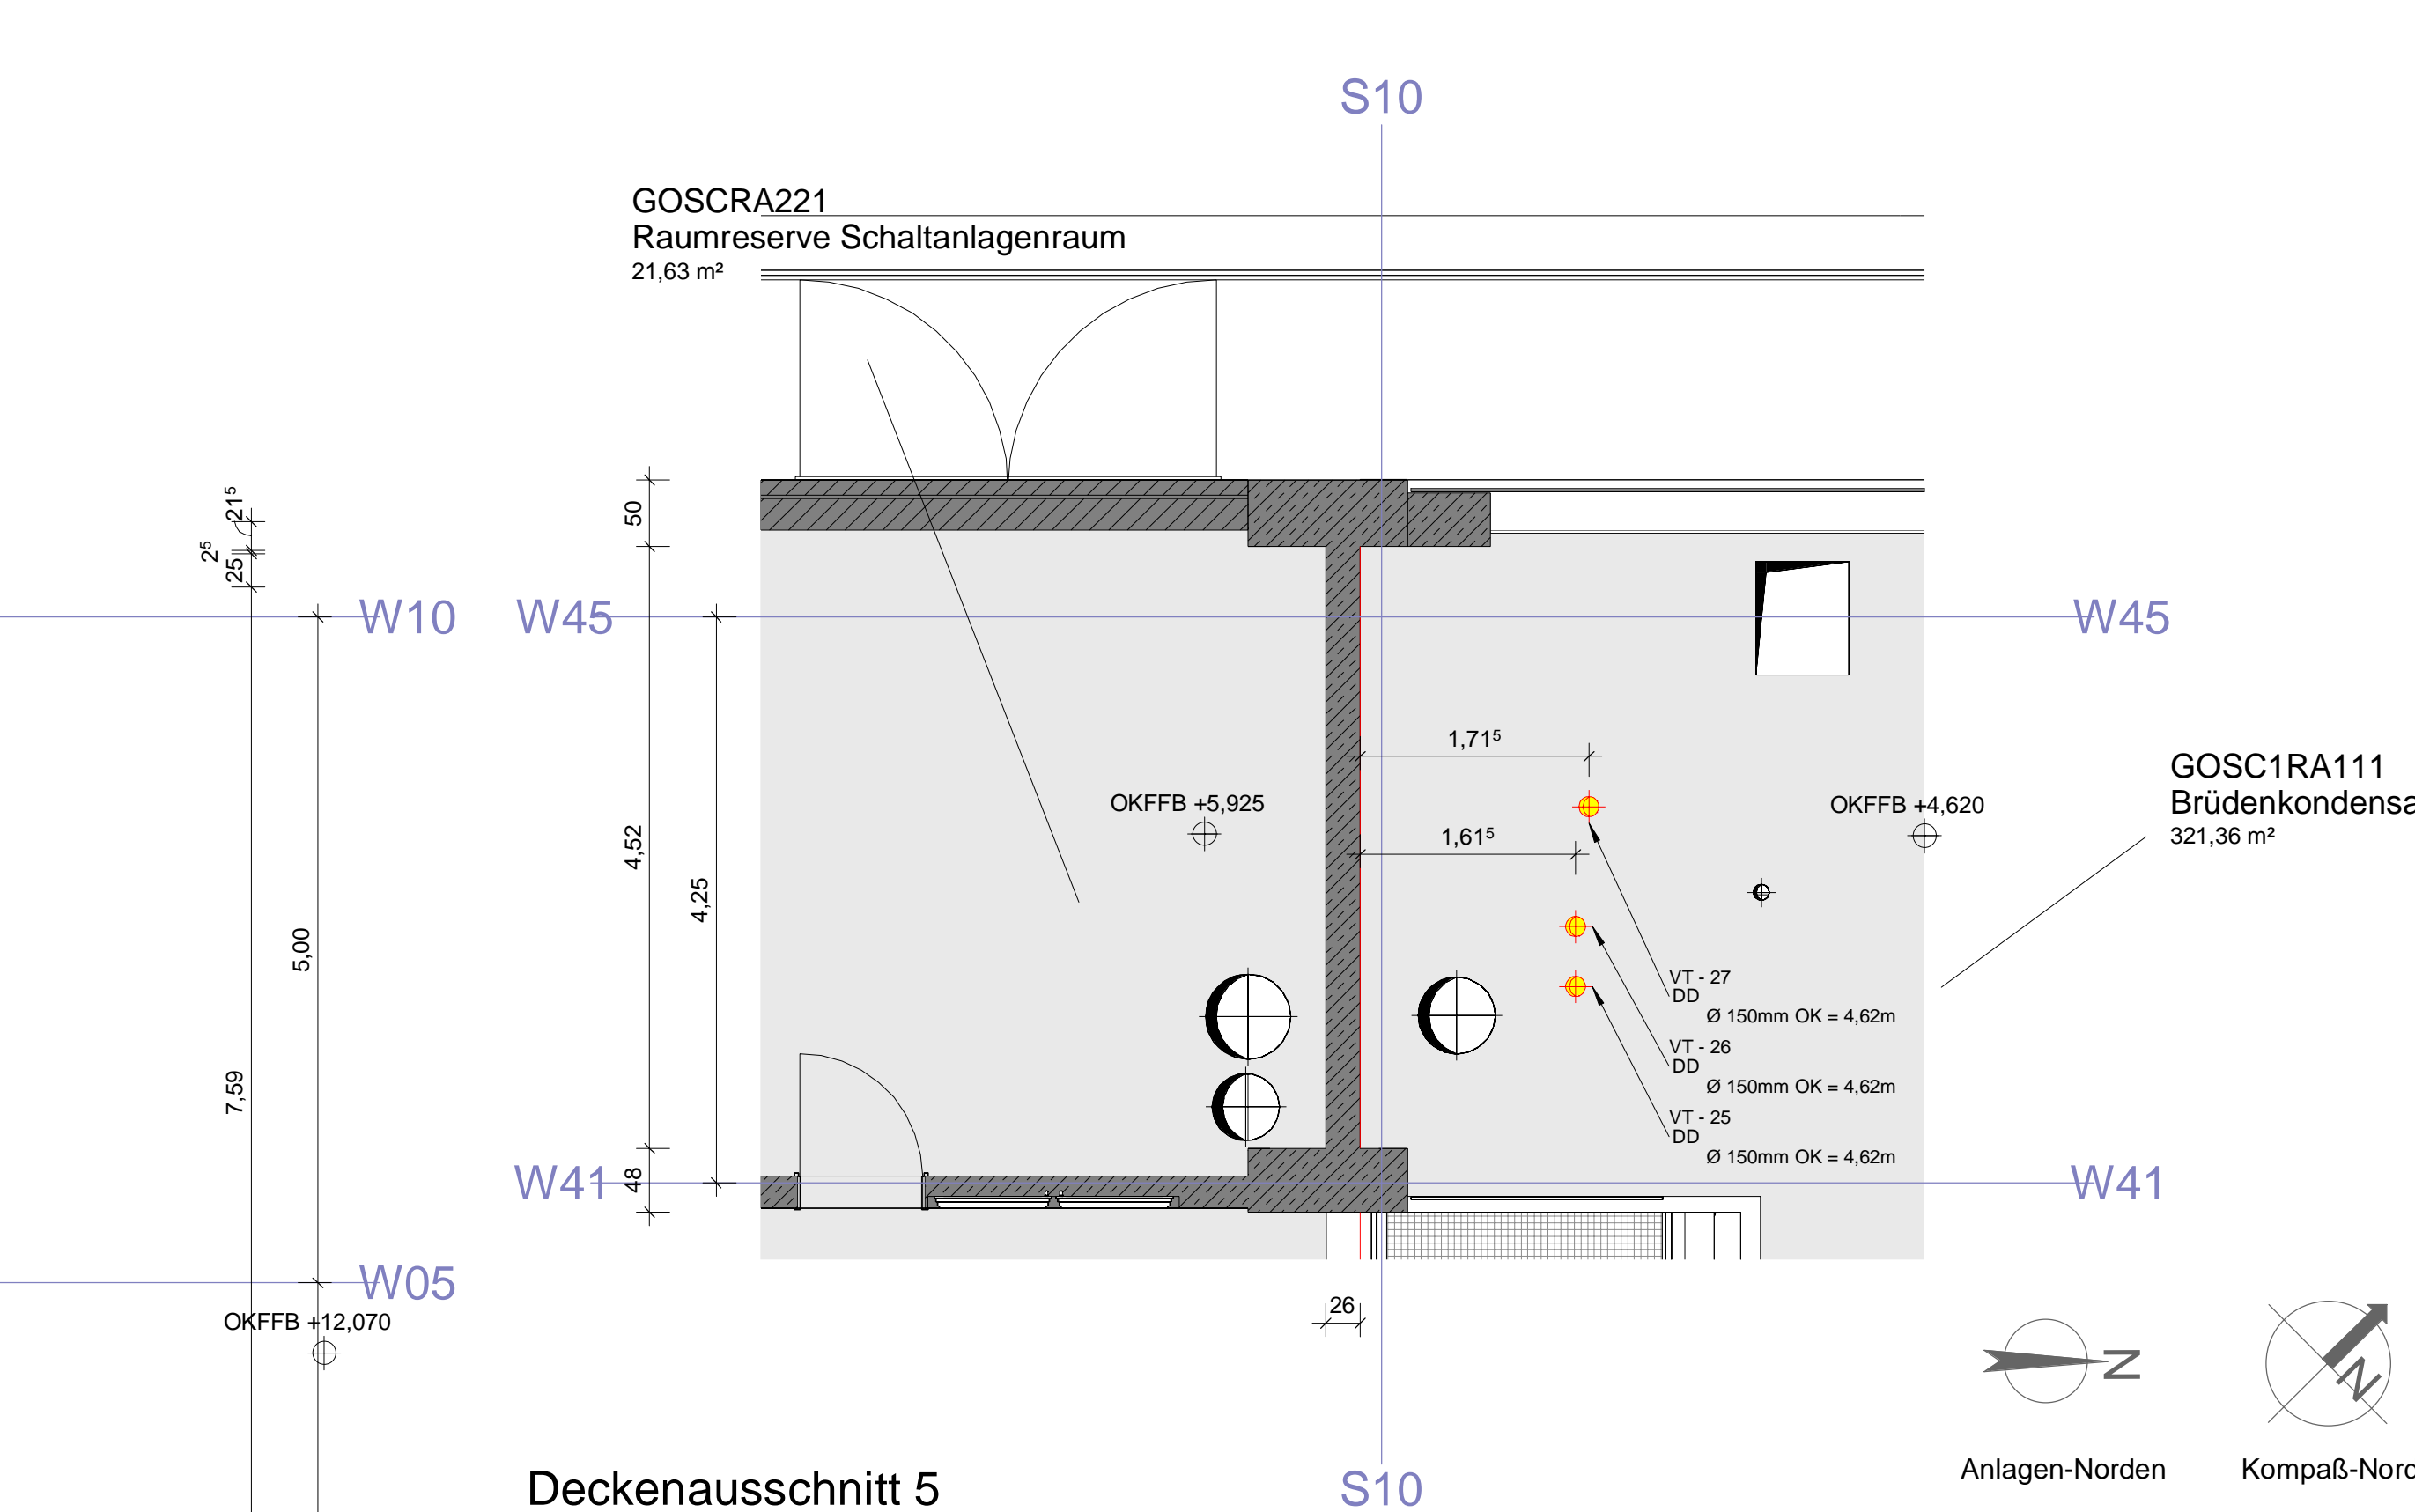 S10
GOSCRA221
Raumreserve Schaltanlagenraum
21,63 m²
21⁵
2⁵
25
50
W10
W45
W45
1,71⁵
GOSC1RA111
OKFFB +5,925
OKFFB +4,620
321,36 m²
1,61⁵
4,52
4,25
5,00
VT - 27
DD
Ø 150mm OK = 4,62m
VT - 26
DD
Ø 150mm OK = 4,62m
7,59
VT - 25
DD
Ø 150mm OK = 4,62m
48
W41
W41
W05
26
OKFFB +12,070
N
N
Anlagen-Norden
Deckenausschnitt 5
S10